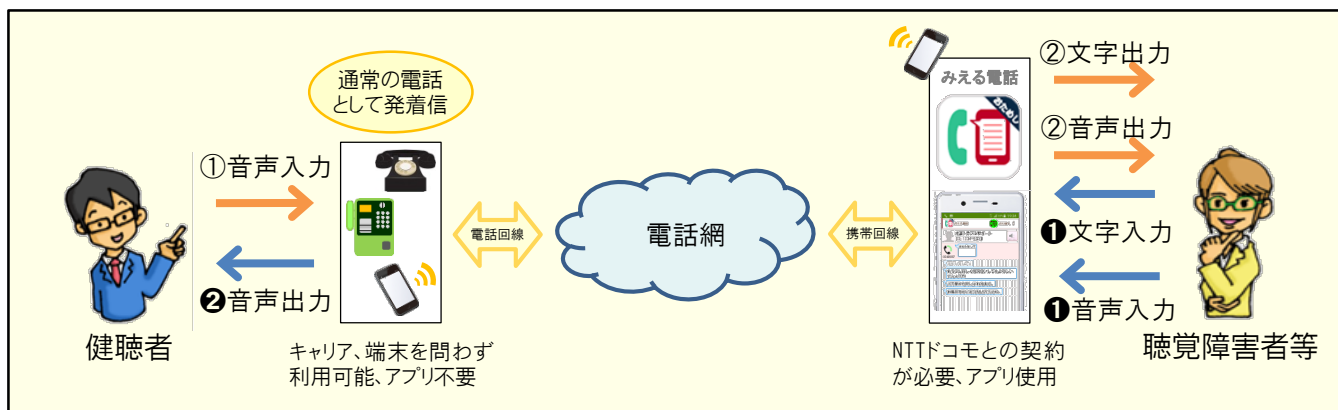 通常の電話
として発着信
①音声入力
❷音声出力
健聴者
キャリア、端末を問わず
利用可能、アプリ不要
電話回線
電話網
携帯回線
みえる電話
おためし
NTTドコモとの契約
が必要、アプリ使用
②文字出力
②音声出力
❶文字入力
❶音声入力
聴覚障害者等